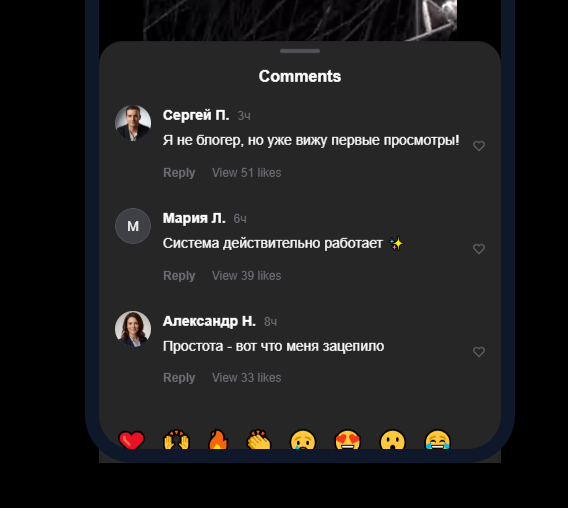 Comments
Сергей П. 3ч
Я не блогер, но уже вижу первые просмотры!
Reply View 51 likes
М
Мария Л. 6ч
Система действительно работает ✨
Reply View 39 likes
Александр Н. 8ч
Простота - вот что меня зацепило
Reply View 33 likes